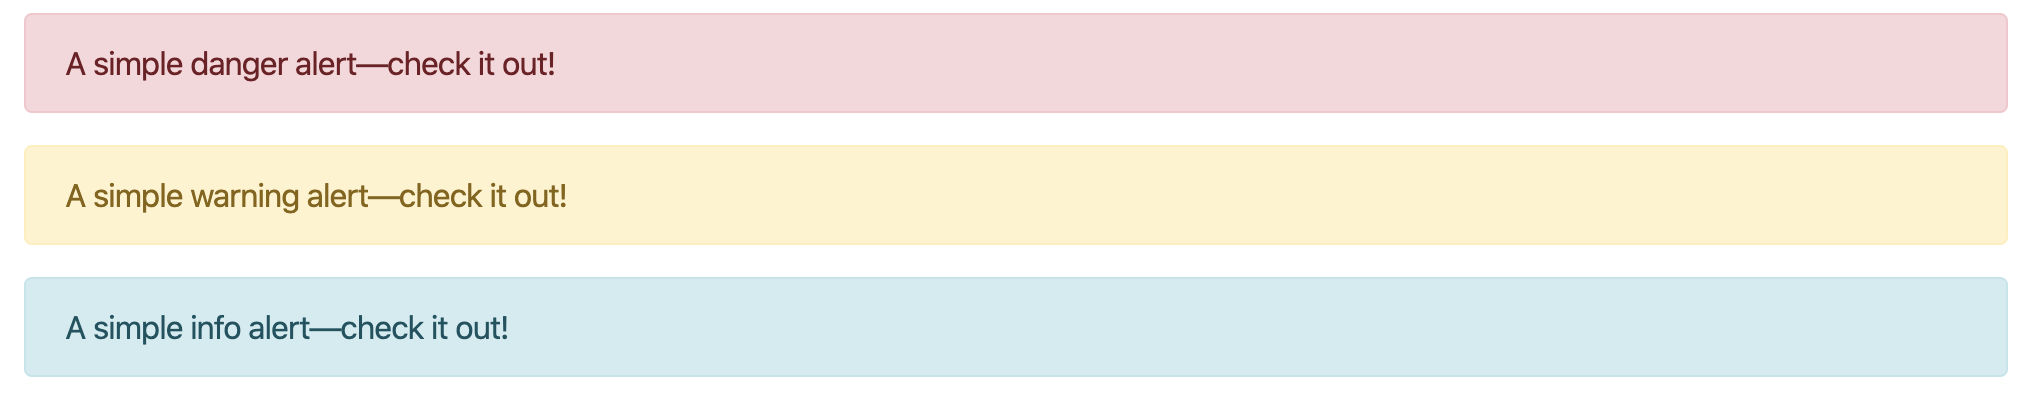 A simple danger alert—check it out!
A simple warning alert—check it out!
A simple info alert—check it out!